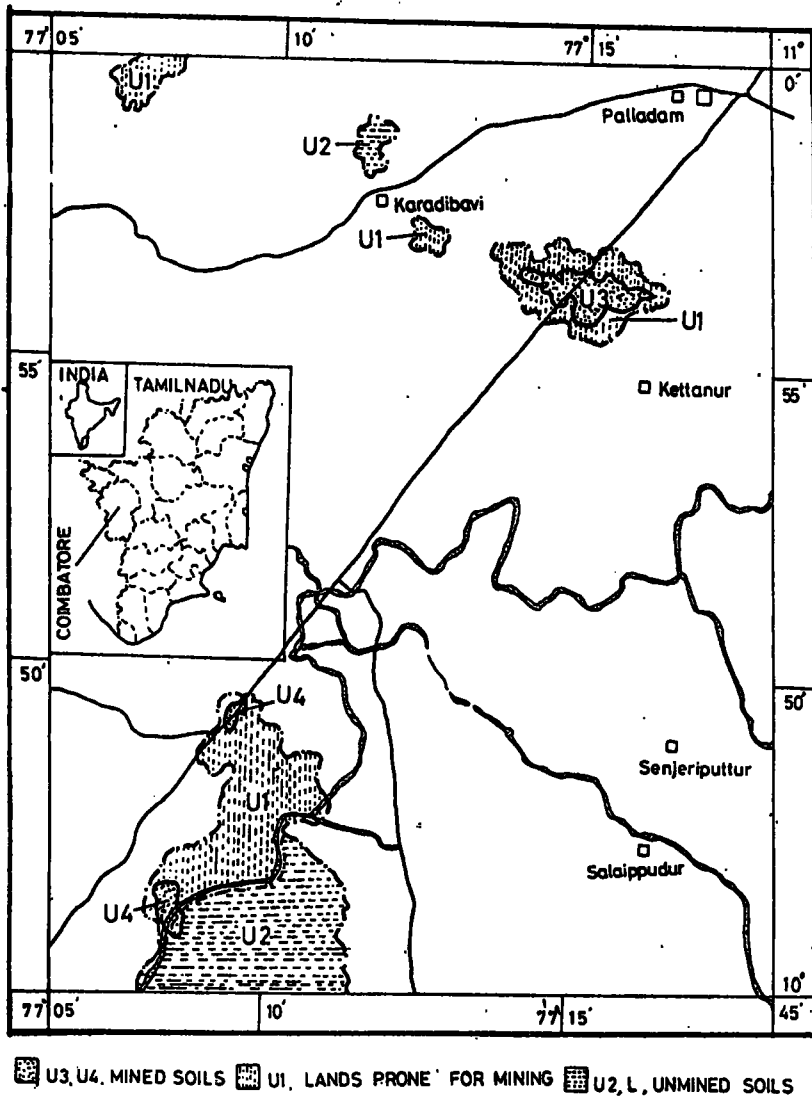 77° 05' 10' 77° 15' 11°
0'
U1
Palladam
U2
Karadibavi
U1
U3
U1
55' 55'
INDIA TAMILNADU
Kettanur
COIMBATORE
50' 50'
U4
Senjeriputtur
U1
Salaippudur
U4
U2
10°
77° 05' 10' 77° 15' 45'
U3, U4. MINED SOILS U1, LANDS PRONE FOR MINING U2, L, UNMINED SOILS